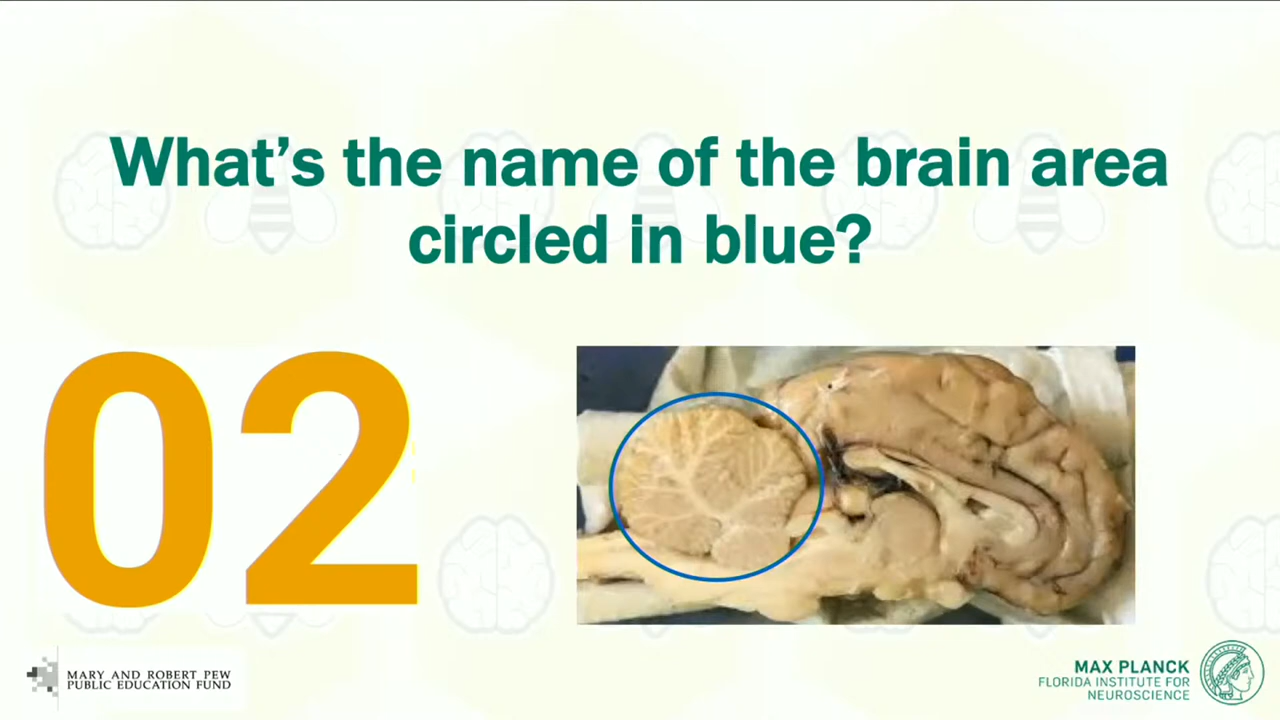 What's the name of the brain area
circled in blue?
02
MARY AND ROBERT PEW
PUBLIC EDUCATION FUND
MAX PLANCK
FLORIDA INSTITUTE FOR
NEUROSCIENCE